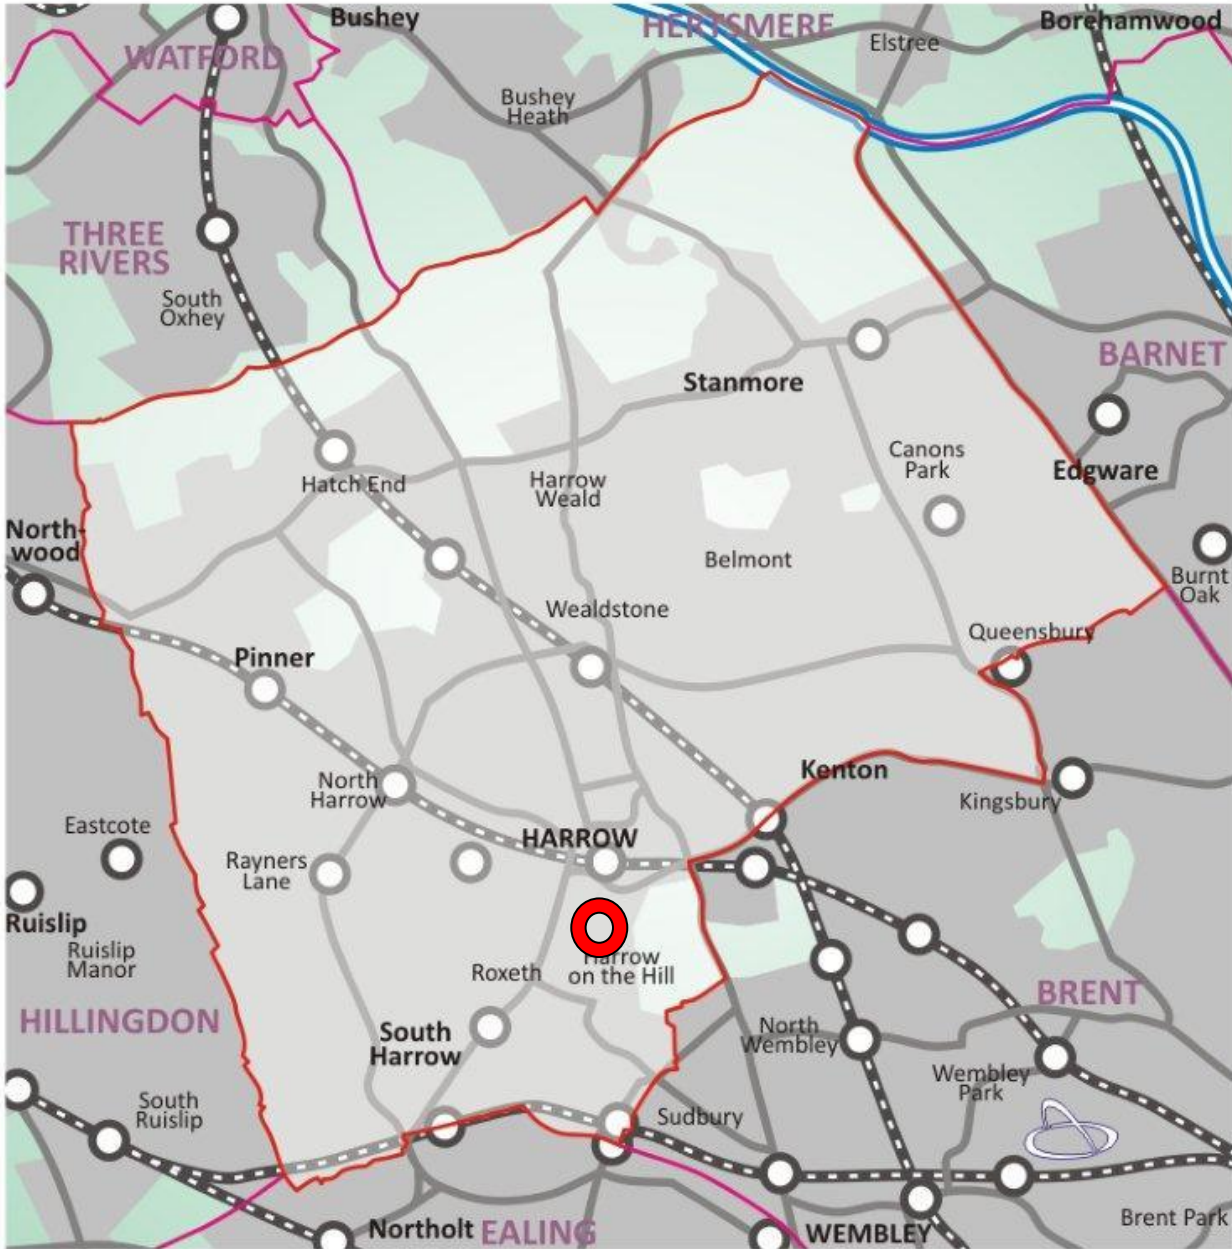 Bushey
HERTSMERE
Borehamwood
WATFORD
Elstree
Bushey
Heath
THREE
RIVERS
South
Oxhey
BARNET
Stanmore
Canons
Park
Edgware
Hatch End
Harrow
Weald
North-
wood
Belmont
Burnt
Oak
Wealdstone
Queensbury
Pinner
North
Harrow
Kenton
Kingsbury
Eastcote
HARROW
Rayners
Lane
Ruislip
Ruislip
Manor
Harrow
on the Hill
Roxeth
HILLINGDON
BRENT
South
Harrow
North
Wembley
Wembley
Park
South
Ruislip
Sudbury
Northolt
EALING
WEMBLEY
Brent Park